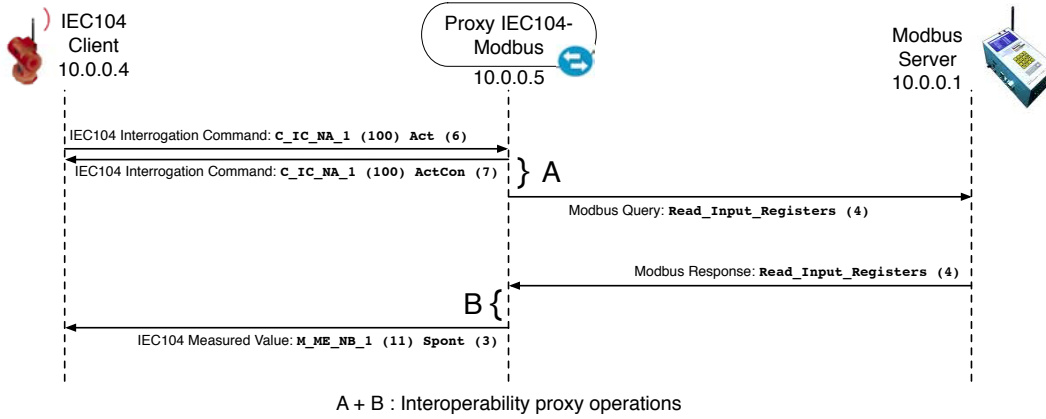 IEC104
Client
10.0.0.4
Proxy IEC104-
Modbus
10.0.0.5
Modbus
Server
10.0.0.1
IEC104 Interrogation Command: C_IC_NA_1 (100) Act (6)
IEC104 Interrogation Command: C_IC_NA_1 (100) ActCon (7)
} A
Modbus Query: Read_Input_Registers (4)
Modbus Response: Read_Input_Registers (4)
B {
IEC104 Measured Value: M_ME_NB_1 (11) Spont (3)
A + B : Interoperability proxy operations